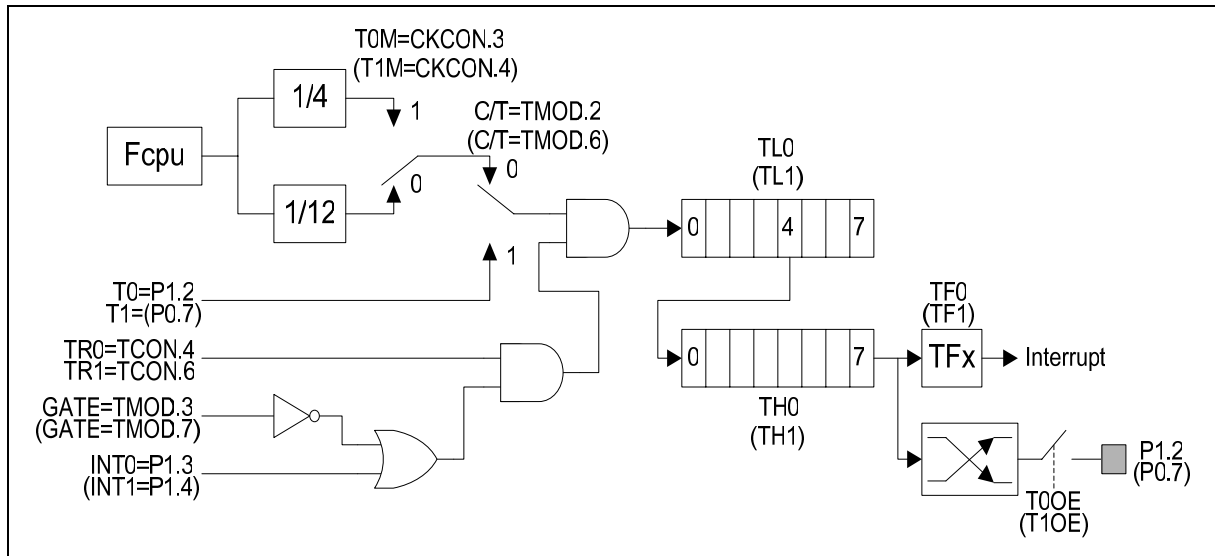 T0M=CKCON.3
(T1M=CKCON.4)
1/4
1
C/T=TMOD.2
(C/T=TMOD.6)
Fcpu
0
0
1/12
TL0
(TL1)
0 4 7
1
T0=P1.2
T1=(P0.7)
TF0
(TF1)
TR0=TCON.4
TR1=TCON.6
0 7
TFx
Interrupt
TH0
(TH1)
GATE=TMOD.3
(GATE=TMOD.7)
INT0=P1.3
(INT1=P1.4)
P1.2
(P0.7)
T0OE
(T1OE)